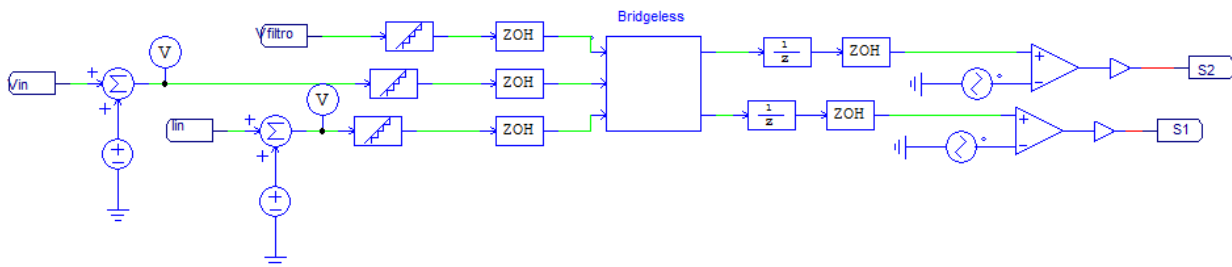 Bridgeless
Vfiltro
ZOH
1
z
ZOH
S2
V
Vin
+
Σ
+
ZOH
V
Iin
+
Σ
+
ZOH
1
z
ZOH
S1
+
-
+
-
+
-
+
-